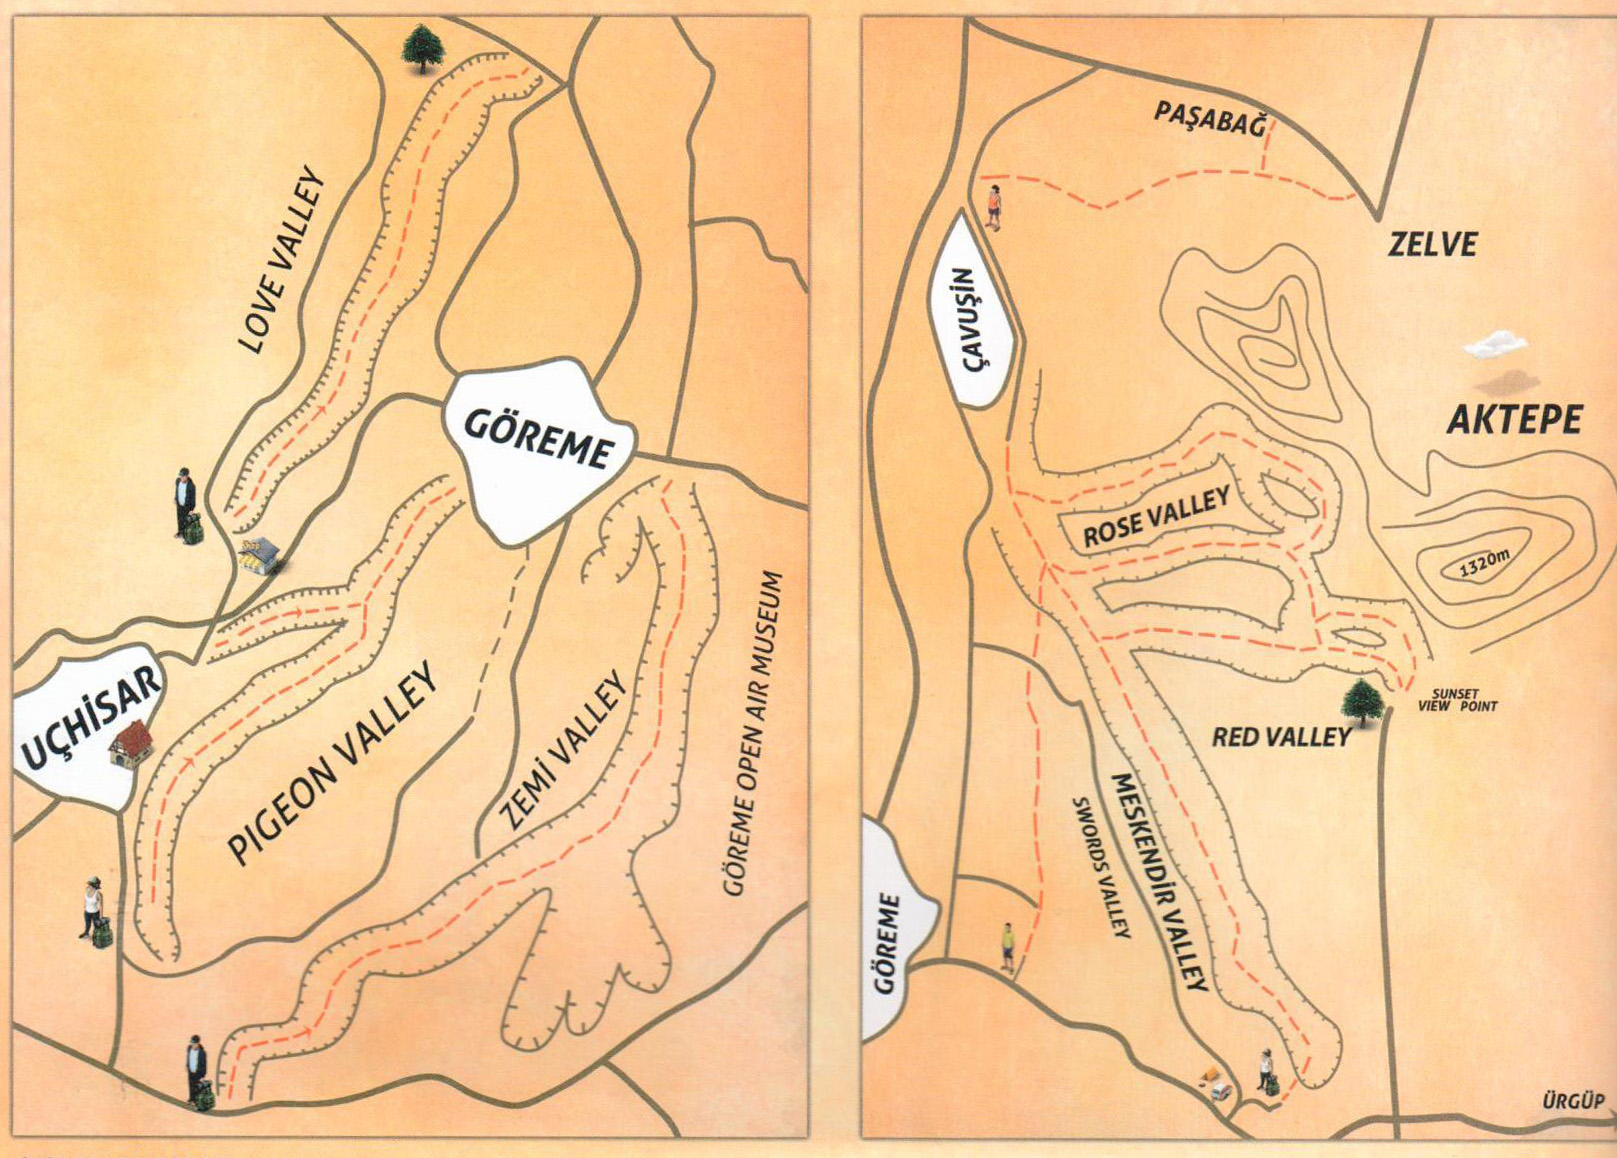 LOVE VALLEY
GÖREME
UÇHİSAR
PIGEON VALLEY
ZEMİ VALLEY
GÖREME OPEN AIR MUSEUM
PAŞABAĞ
ZELVE
ÇAVUŞİN
AKTEPE
ROSE VALLEY
1320m
SUNSET
VIEW POINT
RED VALLEY
MESKENDİR VALLEY
SWORDS VALLEY
GÖREME
ÜRGÜP